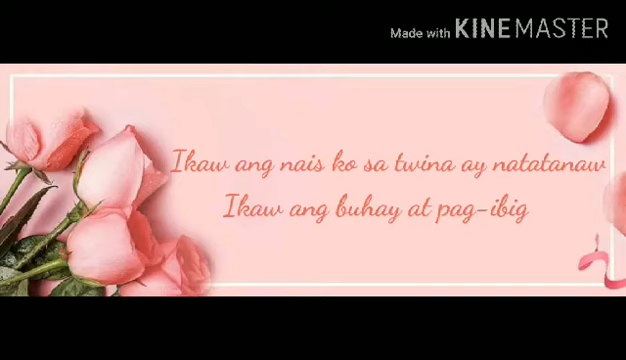 Made with KINEMASTER
Ikaw ang nais ko sa twina ay natatanaw
Ikaw ang buhay at pag-ibig